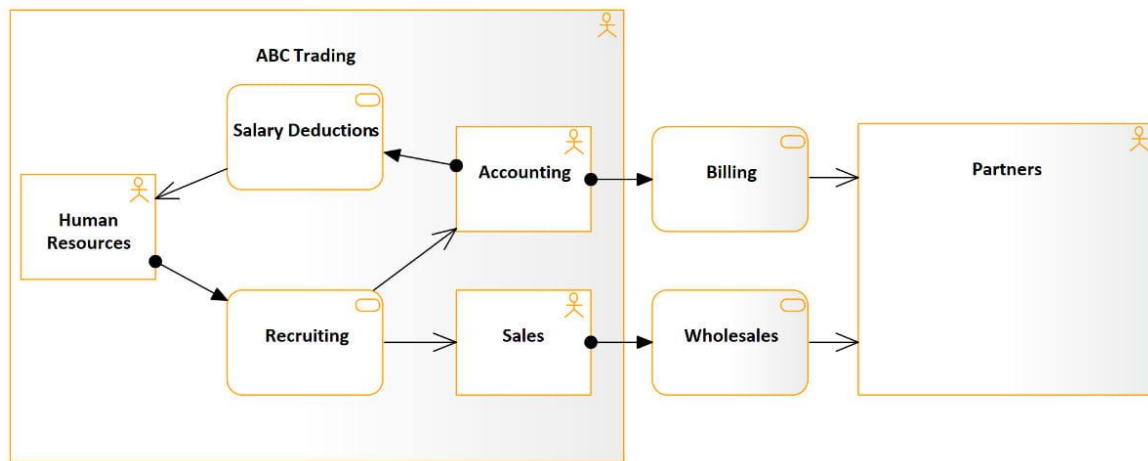 ABC Trading
Salary Deductions
Accounting
Billing
Partners
Human
Resources
Recruiting
Sales
Wholesales